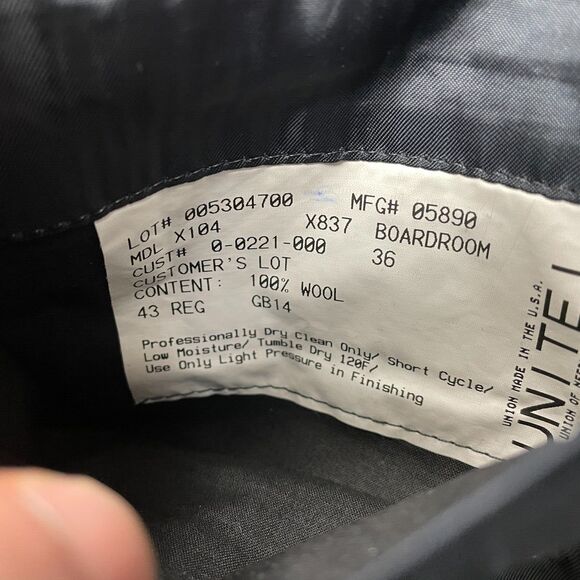 LOT# 005304700 MFG# 05890
MDL X104 X837 BOARDROOM
CUST# 0-0221-000 36
CUSTOMER'S LOT
CONTENT: 100% WOOL
43 REG GB14
Professionally Dry Clean Only/ Short Cycle/
Low Moisture/ Tumble Dry 120F/
Use Only Light Pressure in Finishing
UNION MADE IN THE U.S.A.
UNITE
UNION OF